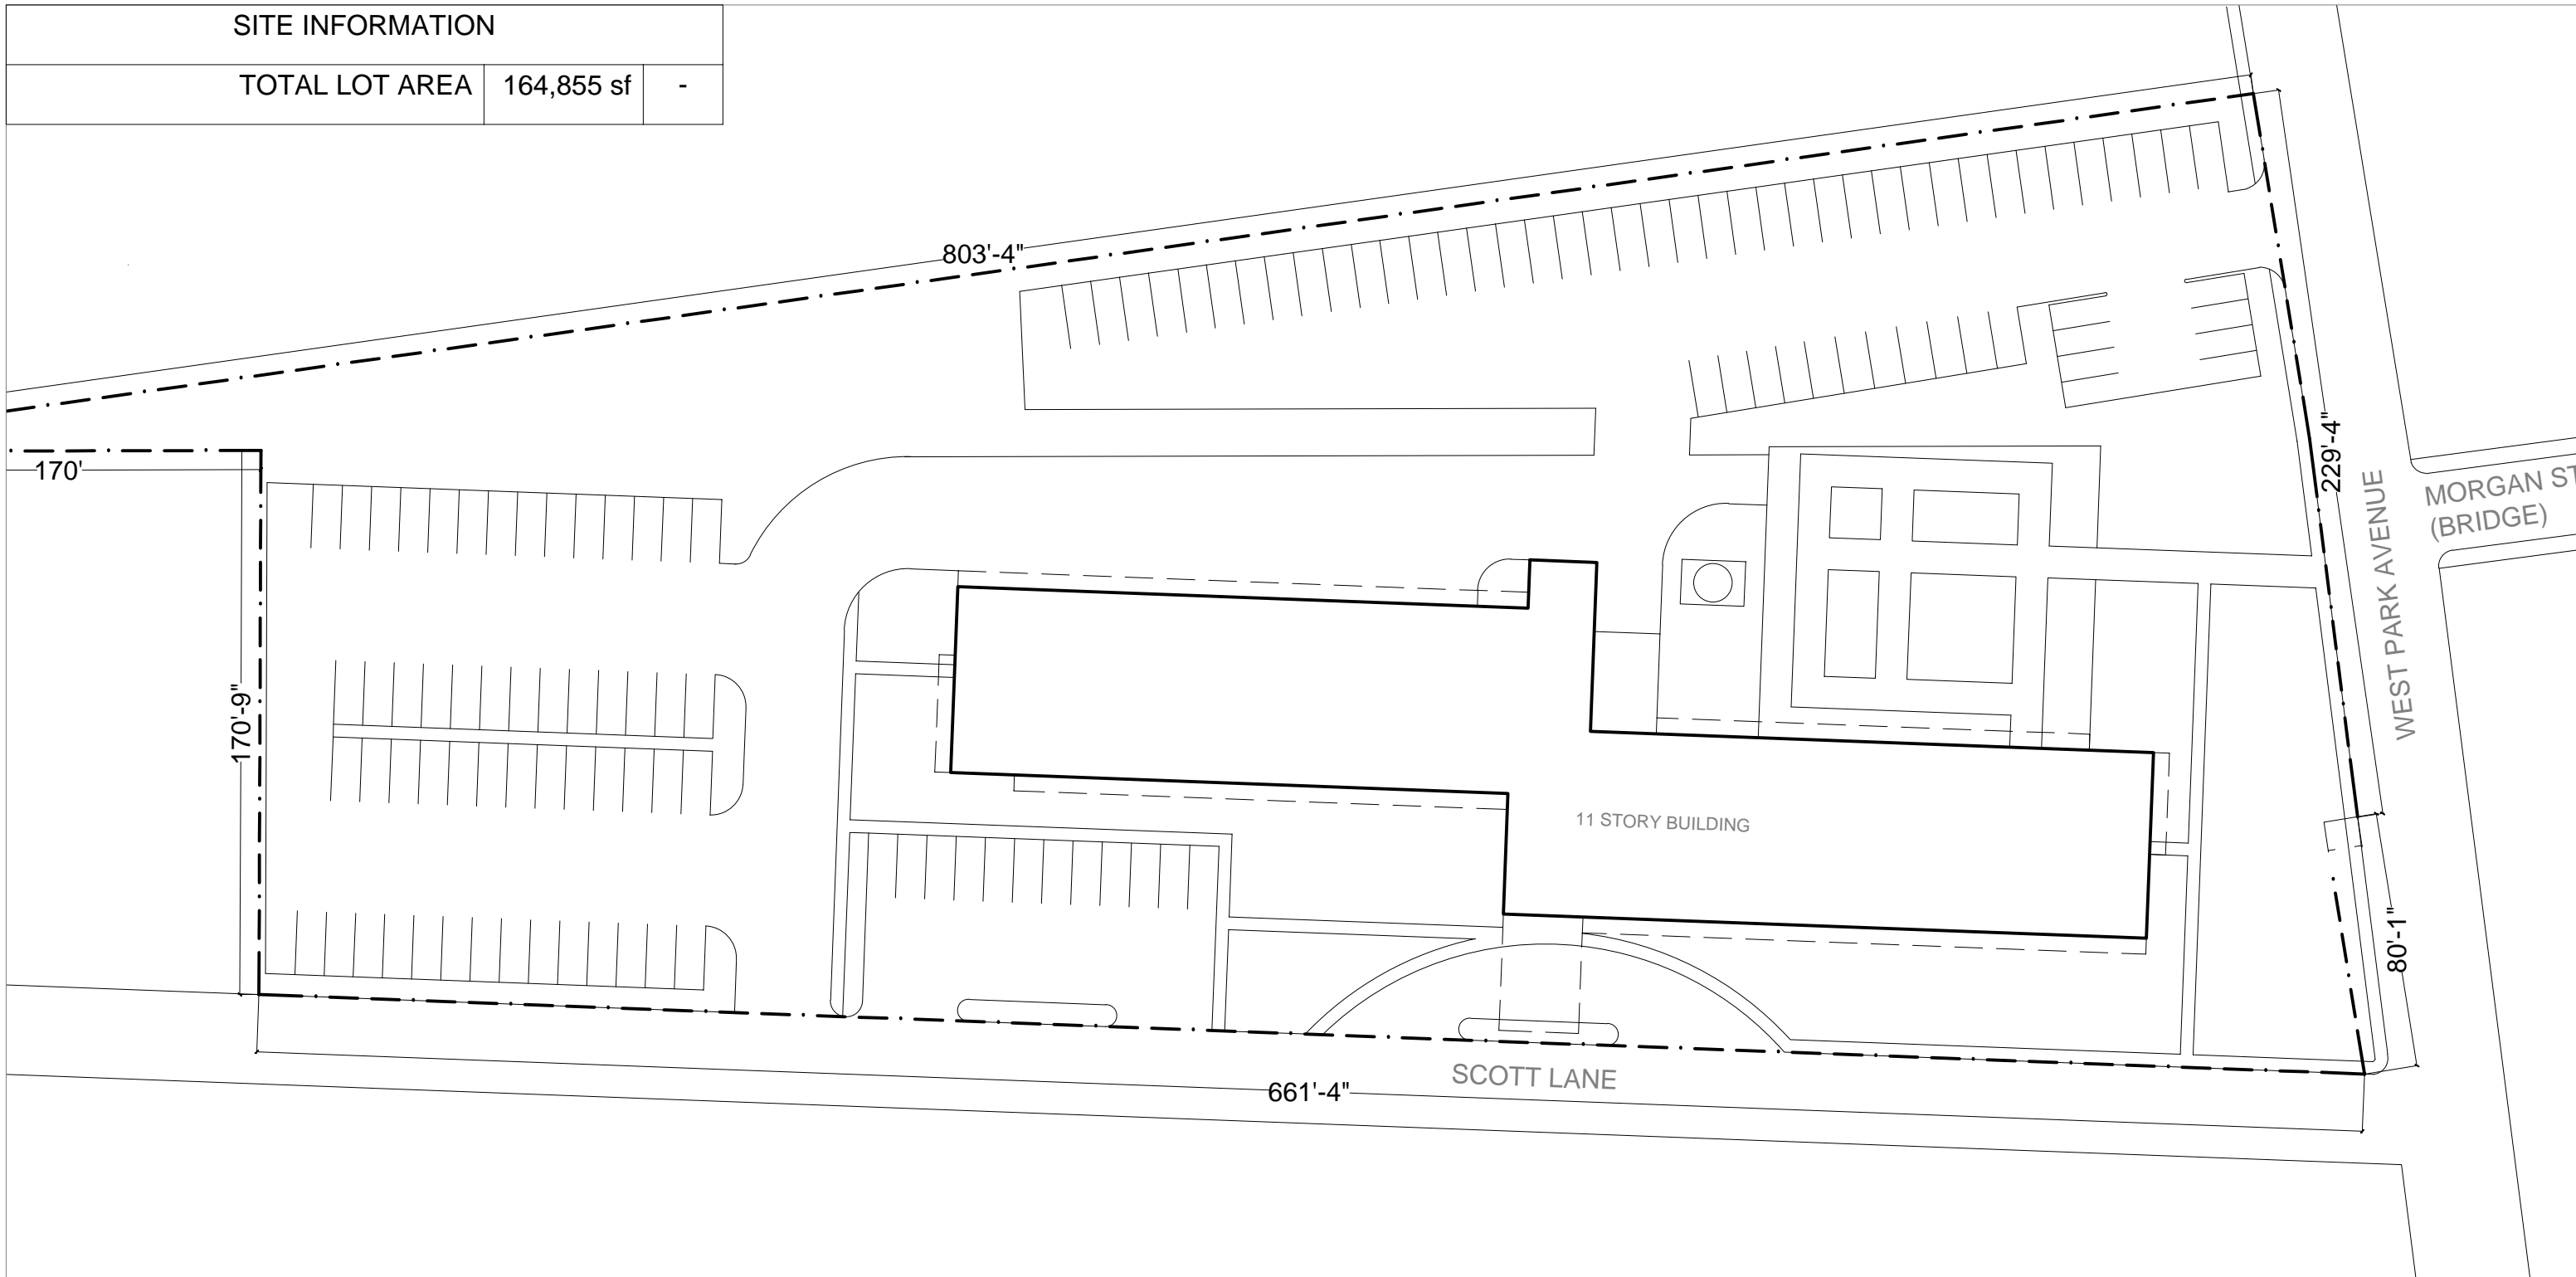 SITE INFORMATION
TOTAL LOT AREA 164,855 sf -
803'-4"
229'-4"
170'
WEST PARK AVENUE
MORGAN ST
(BRIDGE)
170'-9"
11 STORY BUILDING
80'-1"
SCOTT LANE
661'-4"